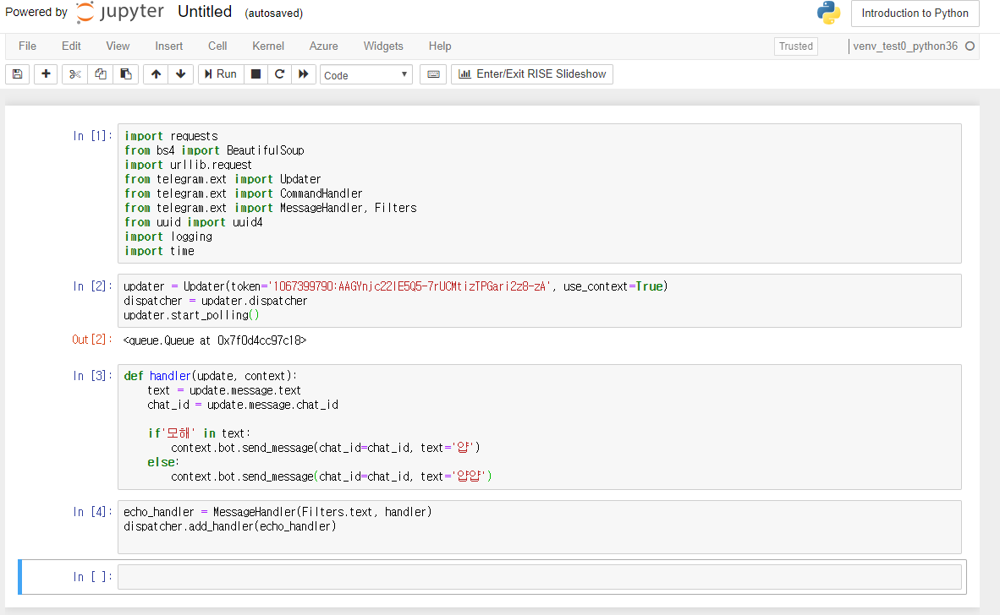 Powered by jupyter Untitled (autosaved) Introduction to Python
File Edit View Insert Cell Kernel Azure Widgets Help Trusted venv_test0_python36
Run Code Enter/Exit RISE Slideshow
In [1]: import requests
from bs4 import BeautifulSoup
import urllib.request
from telegram.ext import Updater
from telegram.ext import CommandHandler
from telegram.ext import MessageHandler, Filters
from uuid import uuid4
import logging
import time
In [2]: updater = Updater(token='1067399790:AAGYnjc22IE5Q5-7rUCMtizTPGari2z8-zA', use_context=True)
dispatcher = updater.dispatcher
updater.start_polling()
Out[2]: <queue.Queue at 0x7f0d4cc97c18>
In [3]: def handler(update, context):
text = update.message.text
chat_id = update.message.chat_id
if'모해' in text:
context.bot.send_message(chat_id=chat_id, text='얍')
else:
context.bot.send_message(chat_id=chat_id, text='얍얍')
In [4]: echo_handler = MessageHandler(Filters.text, handler)
dispatcher.add_handler(echo_handler)
In [ ]: